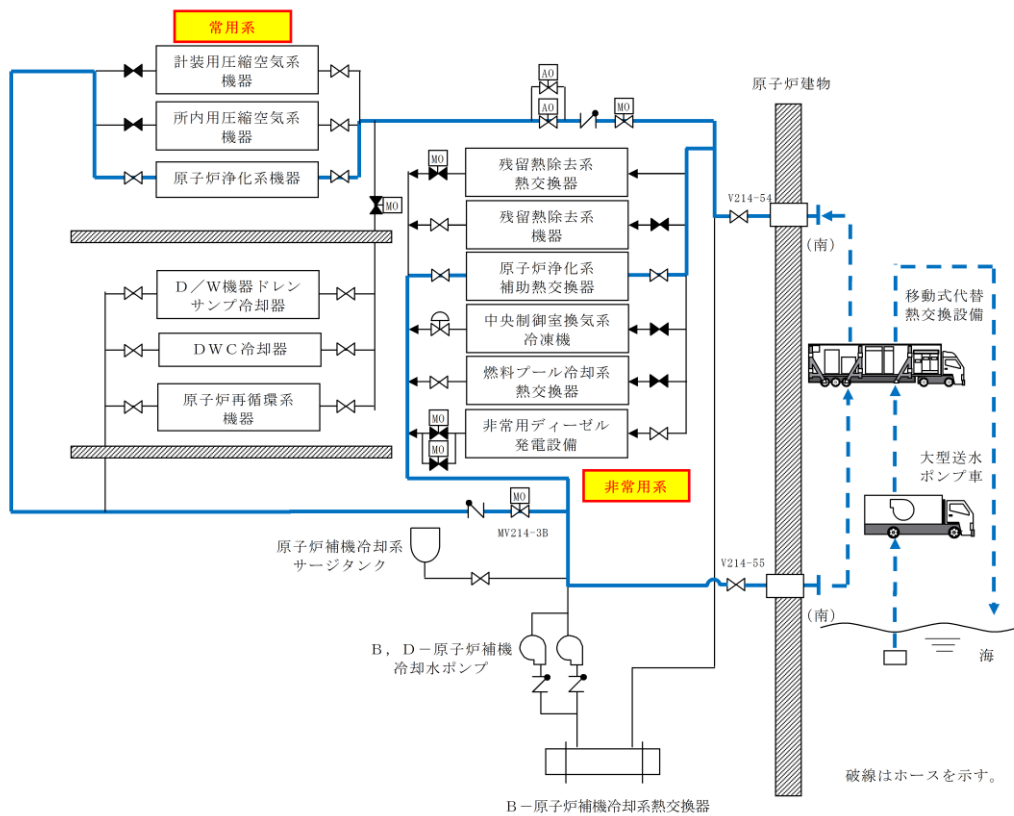 常用系
計装用圧縮空気系
機器
所内用圧縮空気系
機器
原子炉浄化系機器
MO
D／W機器ドレン
サンプ冷却器
DWC冷却器
原子炉再循環系
機器
AO
AO
MO
原子炉建物
MO
残留熱除去系
熱交換器
残留熱除去系
機器
原子炉浄化系
補助熱交換器
中央制御室換気系
冷凍機
燃料プール冷却系
熱交換器
MO
MO
非常用ディーゼル
発電設備
非常用系
V214-54
(南)
移動式代替
熱交換設備
大型送水
ポンプ車
MO
MV214-3B
原子炉補機冷却系
サージタンク
V214-55
(南)
海
B，D－原子炉補機
冷却水ポンプ
B－原子炉補機冷却系熱交換器
破線はホースを示す。